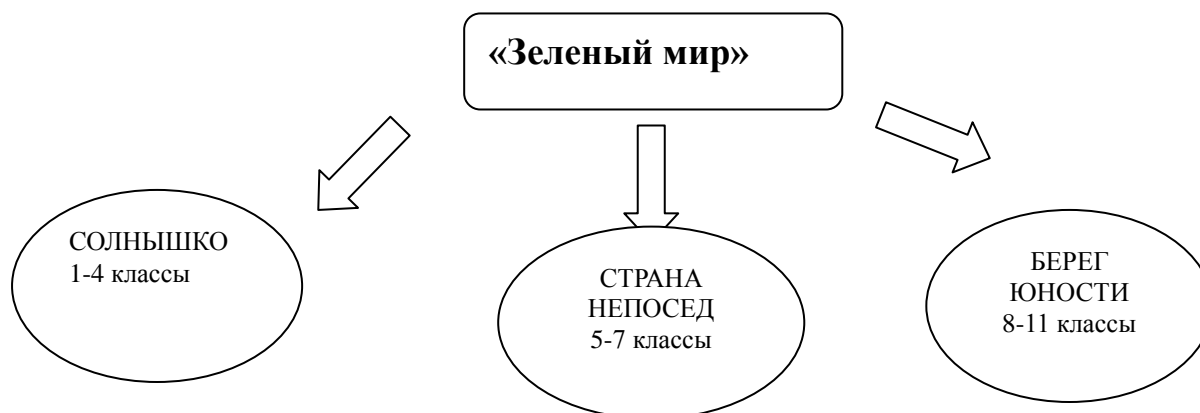 «Зеленый мир»
СОЛНЫШКО
1-4 классы
СТРАНА
НЕПОСЕД
5-7 классы
БЕРЕГ
ЮНОСТИ
8-11 классы